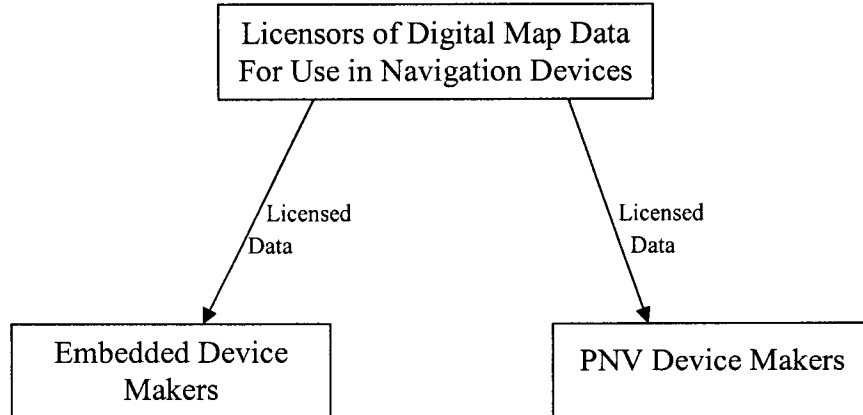 Licensors of Digital Map Data
For Use in Navigation Devices
Licensed
Data
Licensed
Data
Embedded Device
Makers
PNV Device Makers